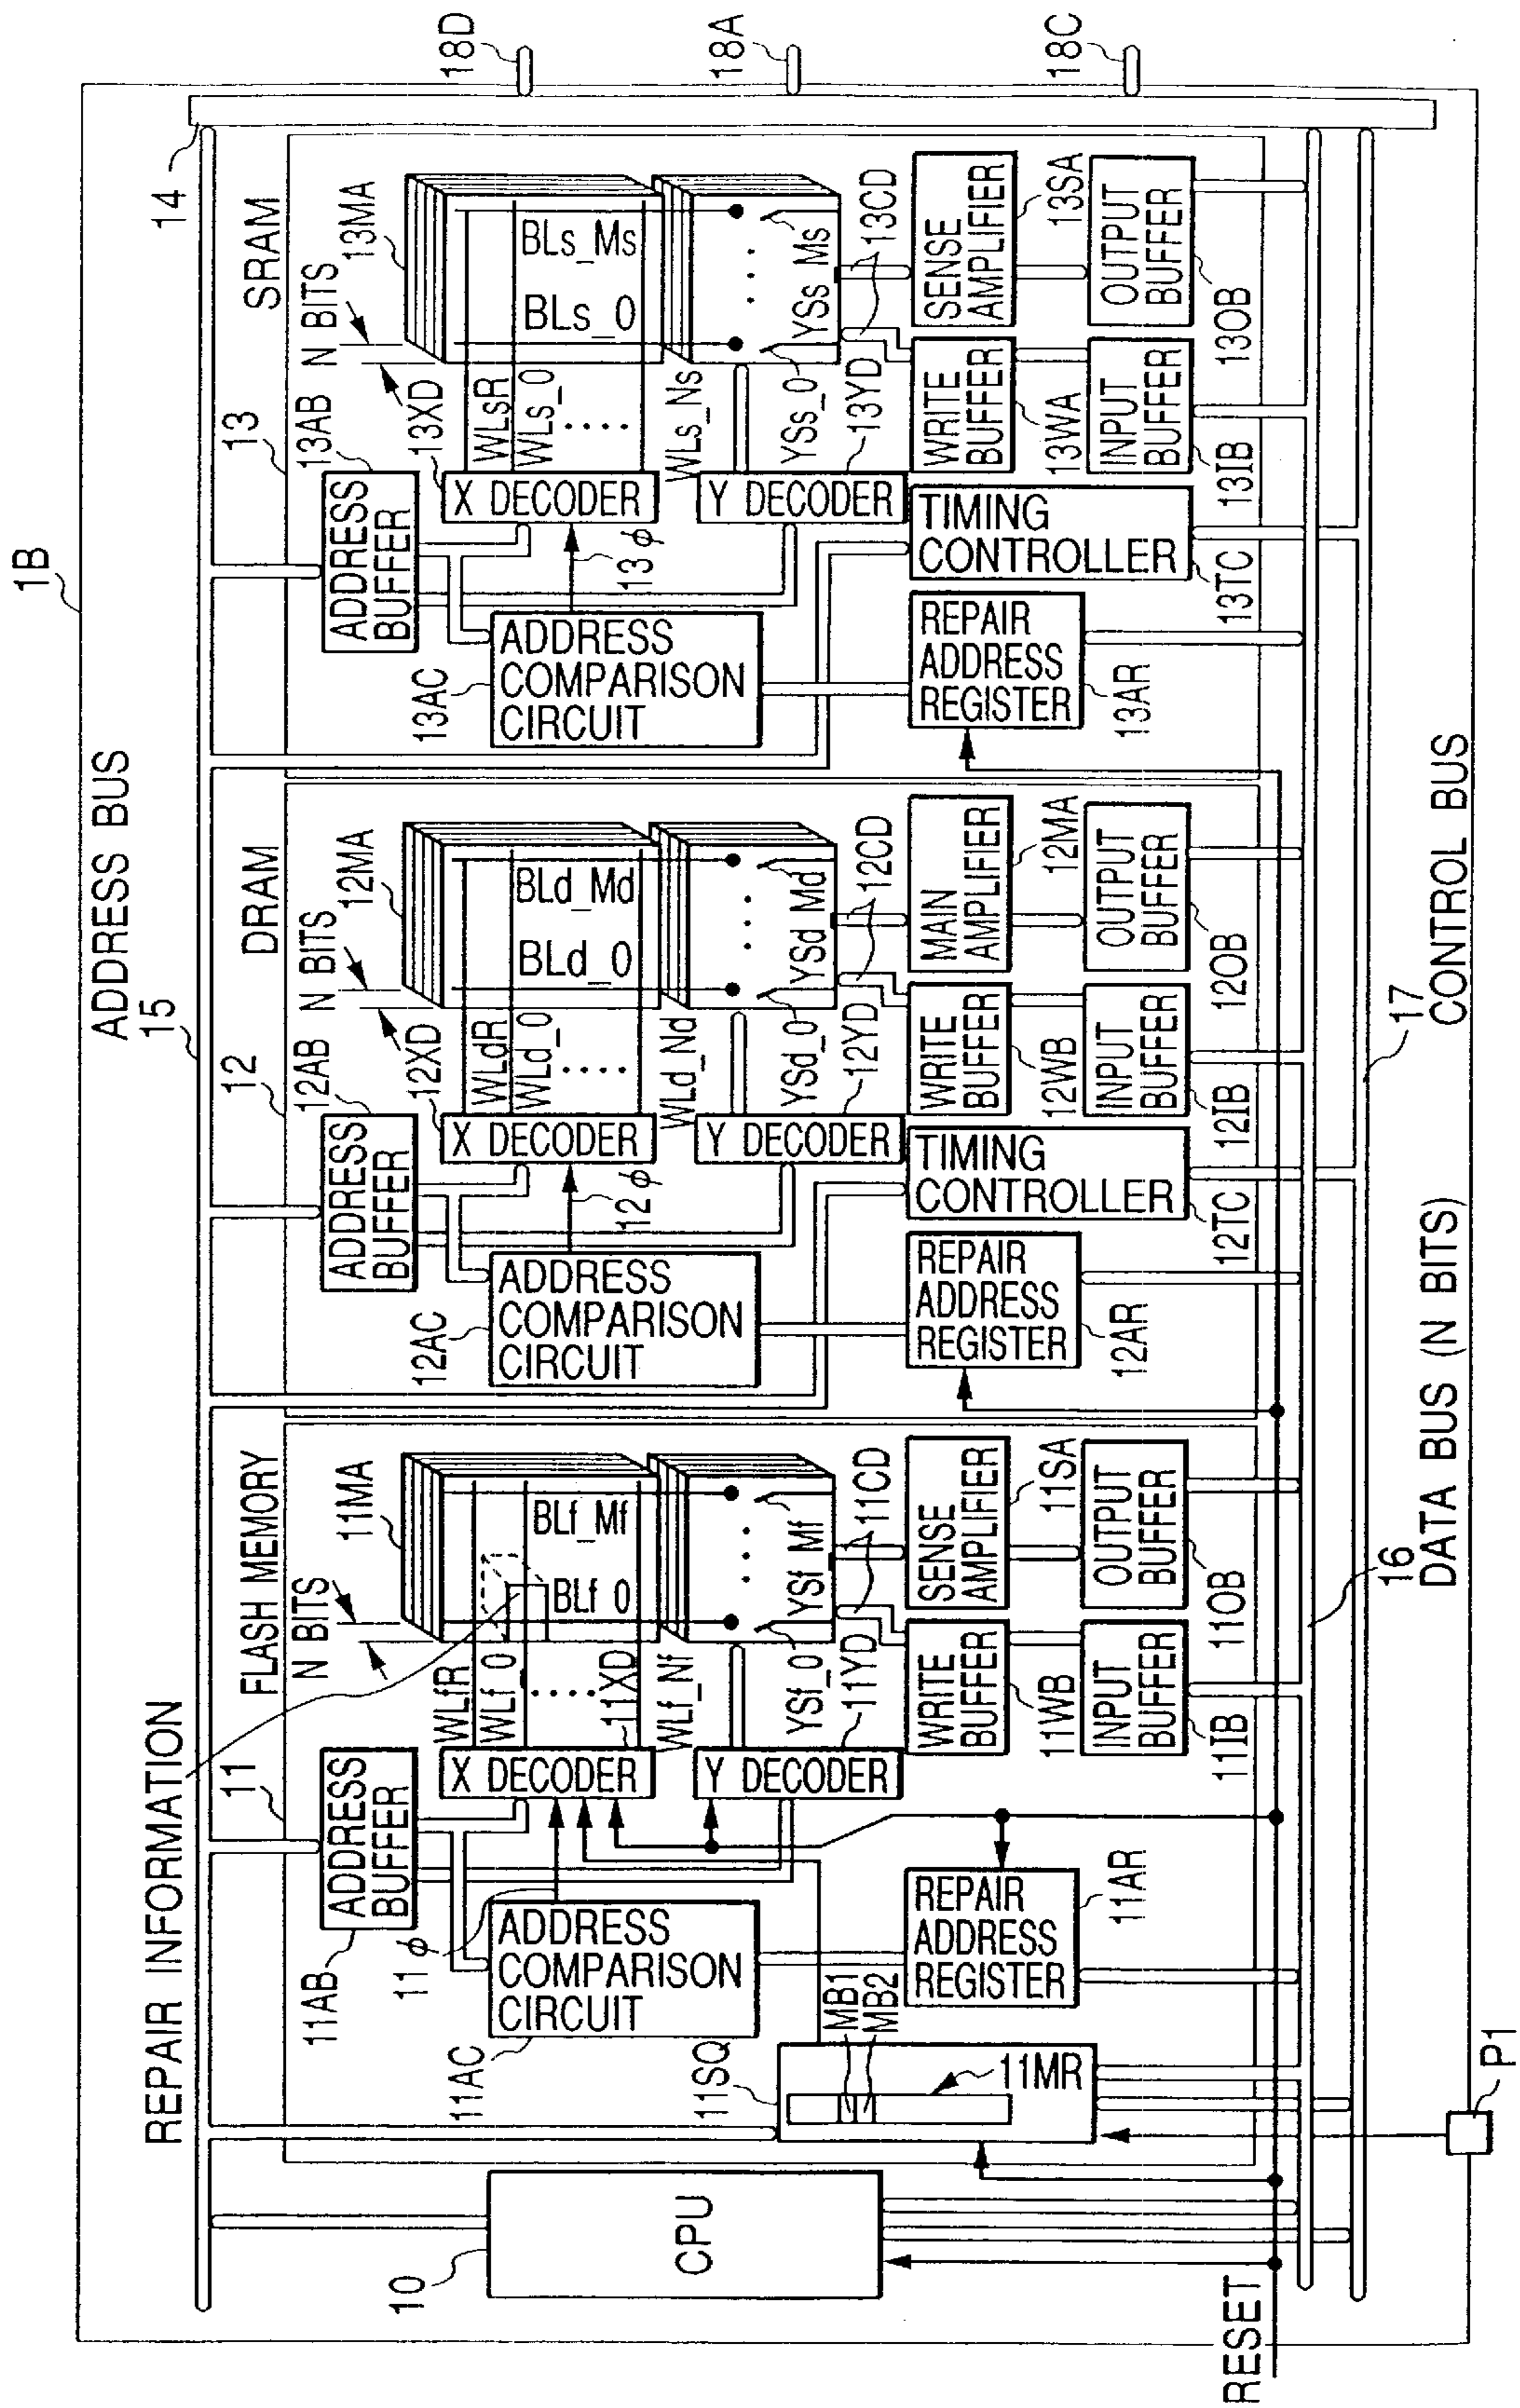 1B
ADDRESS BUS
15
14
18D
18A
18C
REPAIR INFORMATION
11
FLASH MEMORY
N BITS
11MA
11AB
ADDRESS
BUFFER
WLfR
WLf_0
.....
11XD
WLf_Nf
X DECODER
BLf_Mf
BLf_0
11φ
11AC
ADDRESS
COMPARISON
CIRCUIT
Y DECODER
11YD
YSf_0
YSf_Mf
11CD
11SQ
MB1
MB2
11MR
REPAIR
ADDRESS
REGISTER
11AR
WRITE
BUFFER
11WB
SENSE
AMPLIFIER
11SA
INPUT
BUFFER
11IB
OUTPUT
BUFFER
11OB
10
CPU
RESET
P1
12
DRAM
N BITS
12MA
12AB
ADDRESS
BUFFER
12XD
WLdR
WLd_0
....
WLd_Nd
X DECODER
BLd_Md
BLd_0
12φ
12AC
ADDRESS
COMPARISON
CIRCUIT
Y DECODER
12YD
YSd_0
YSd_Md
12CD
REPAIR
ADDRESS
REGISTER
12AR
TIMING
CONTROLLER
12TC
WRITE
BUFFER
12WB
MAIN
AMPLIFIER
12MA
INPUT
BUFFER
12IB
OUTPUT
BUFFER
12OB
13
SRAM
N BITS
13MA
13AB
ADDRESS
BUFFER
13XD
WLsR
WLs_0
....
WLs_Ns
X DECODER
BLs_Ms
BLs_0
13φ
13AC
ADDRESS
COMPARISON
CIRCUIT
Y DECODER
13YD
YSs_0
YSs_Ms
13CD
REPAIR
ADDRESS
REGISTER
13AR
TIMING
CONTROLLER
13TC
WRITE
BUFFER
13WA
SENSE
AMPLIFIER
13SA
INPUT
BUFFER
13IB
OUTPUT
BUFFER
13OB
16
DATA BUS (N BITS)
17
CONTROL BUS